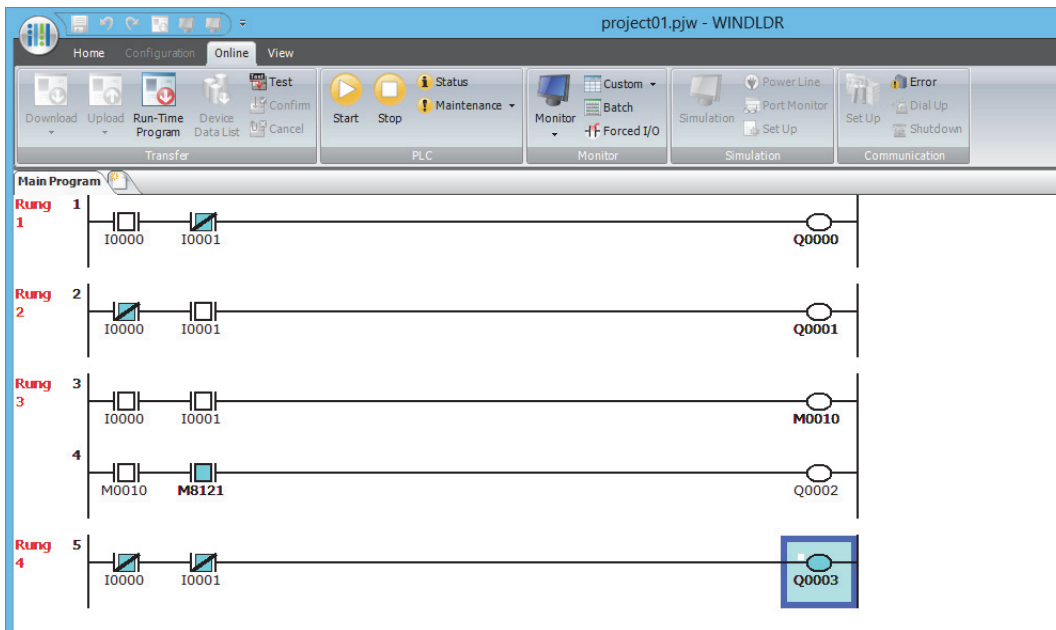 project01.pjw - WINDLDR
Home Configuration Online View
Download Upload Run-Time Program Device Data List Test Confirm Cancel
Start Stop Status Maintenance
Monitor Custom Batch Forced I/O
Simulation Power Line Port Monitor Set Up
Set Up Error Dial Up Shutdown
Transfer PLC Monitor Simulation Communication
Main Program
Rung 1 1
I0000 I0001 Q0000
Rung 2 2
I0000 I0001 Q0001
Rung 3 3
I0000 I0001 M0010
4
M0010 M8121 Q0002
Rung 4 5
I0000 I0001 Q0003